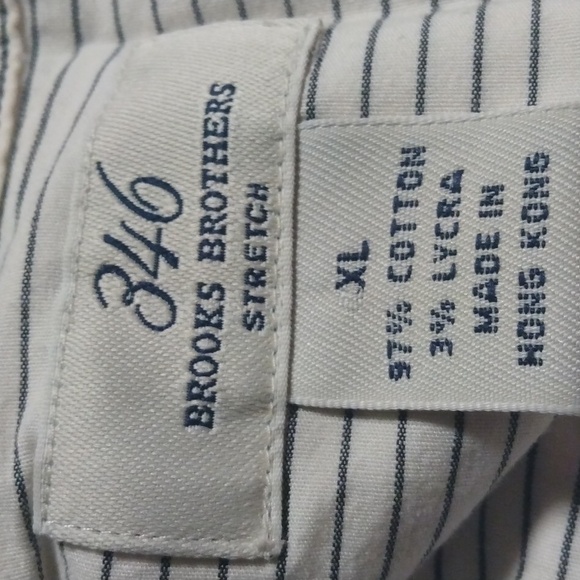 346
BROOKS BROTHERS
STRETCH
XL
97% COTTON
3% LYCRA
MADE IN
HONG KONG